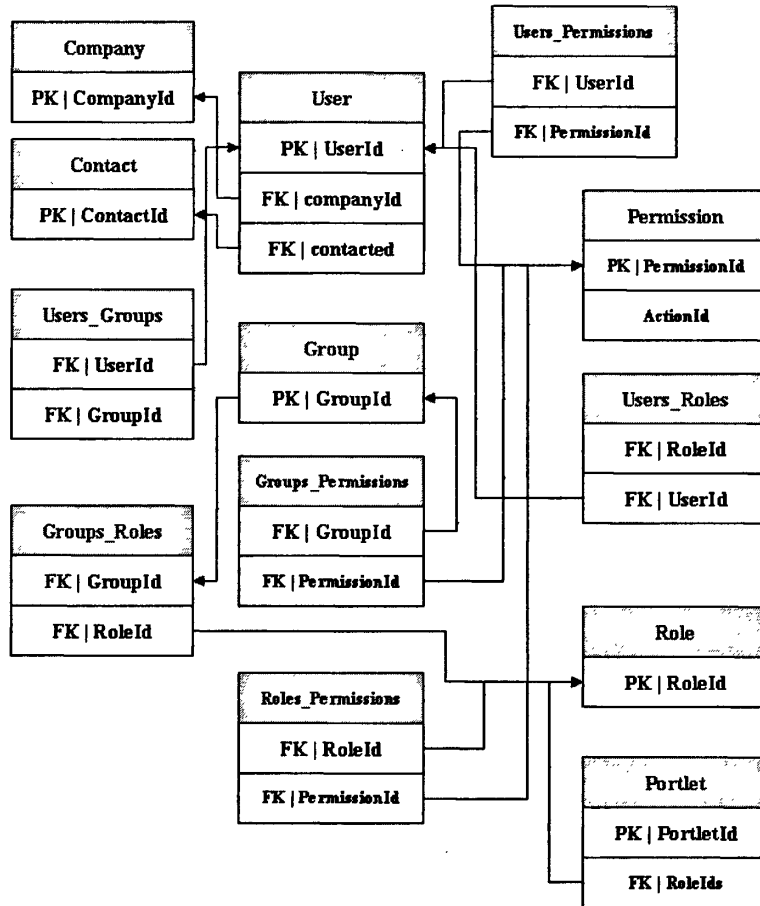 Company
PK | CompanyId
Contact
PK | ContactId
Users_Groups
FK | UserId
FK | GroupId
Groups_Roles
FK | GroupId
FK | RoleId
User
PK | UserId
FK | companyId
FK | contacted
Group
PK | GroupId
Groups_Permissions
FK | GroupId
FK | PermissionId
Roles_Permissions
FK | RoleId
FK | PermissionId
Users_Permissions
FK | UserId
FK | PermissionId
Permission
PK | PermissionId
ActionId
Users_Roles
FK | RoleId
FK | UserId
Role
PK | RoleId
Portlet
PK | PortletId
FK | RoleIds